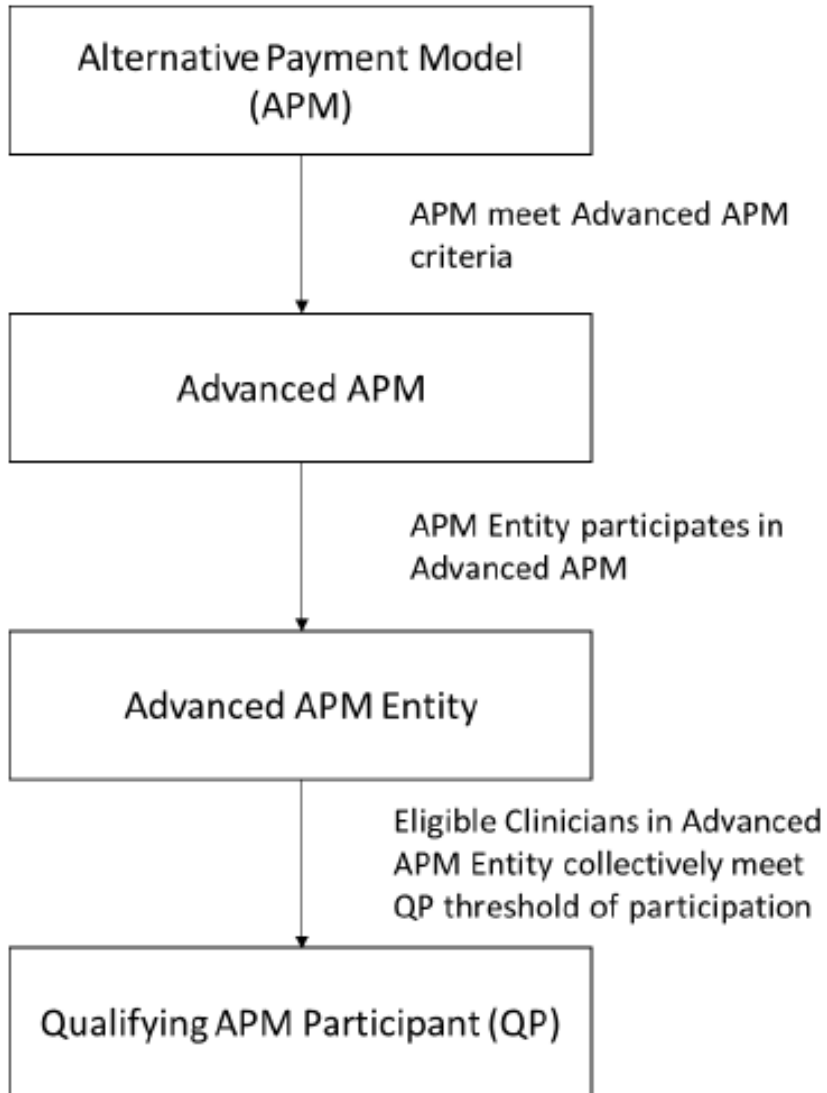 Alternative Payment Model
(APM)
APM meet Advanced APM
criteria
Advanced APM
APM Entity participates in
Advanced APM
Advanced APM Entity
Eligible Clinicians in Advanced
APM Entity collectively meet
QP threshold of participation
Qualifying APM Participant (QP)